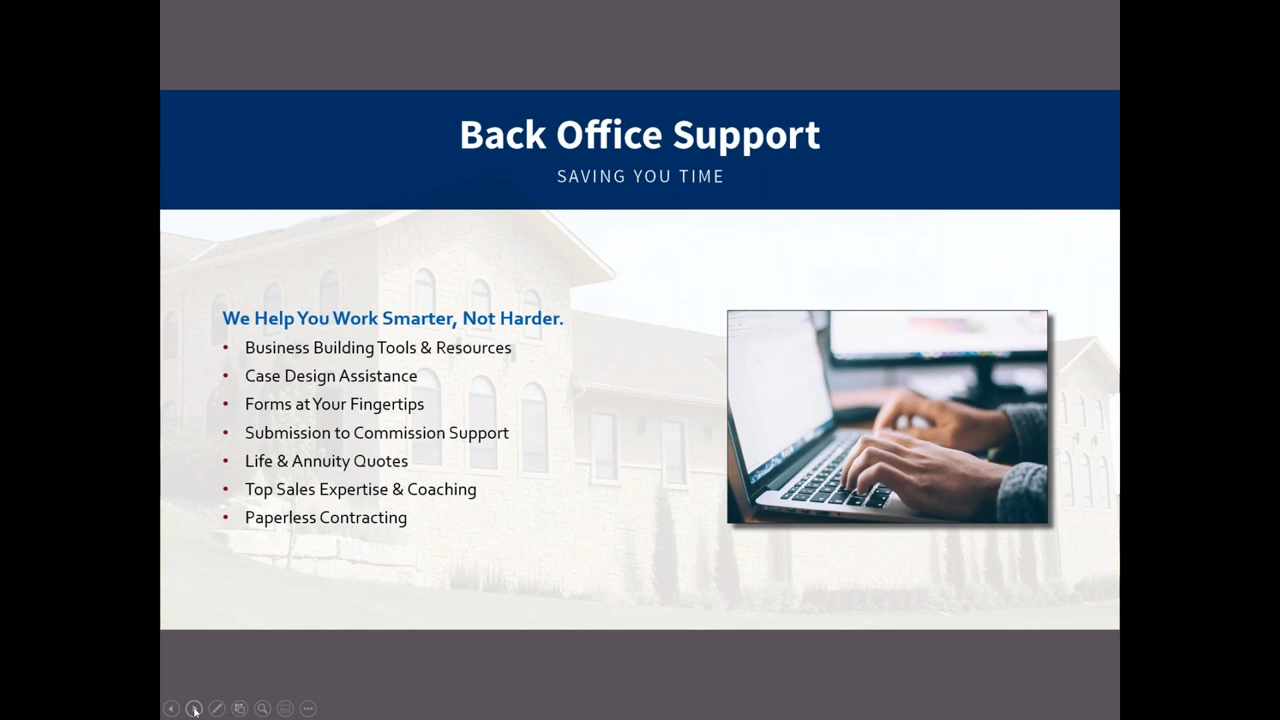 Back Office Support
SAVING YOU TIME
We Help You Work Smarter, Not Harder.
• Business Building Tools & Resources
• Case Design Assistance
• Forms at Your Fingertips
• Submission to Commission Support
• Life & Annuity Quotes
• Top Sales Expertise & Coaching
• Paperless Contracting